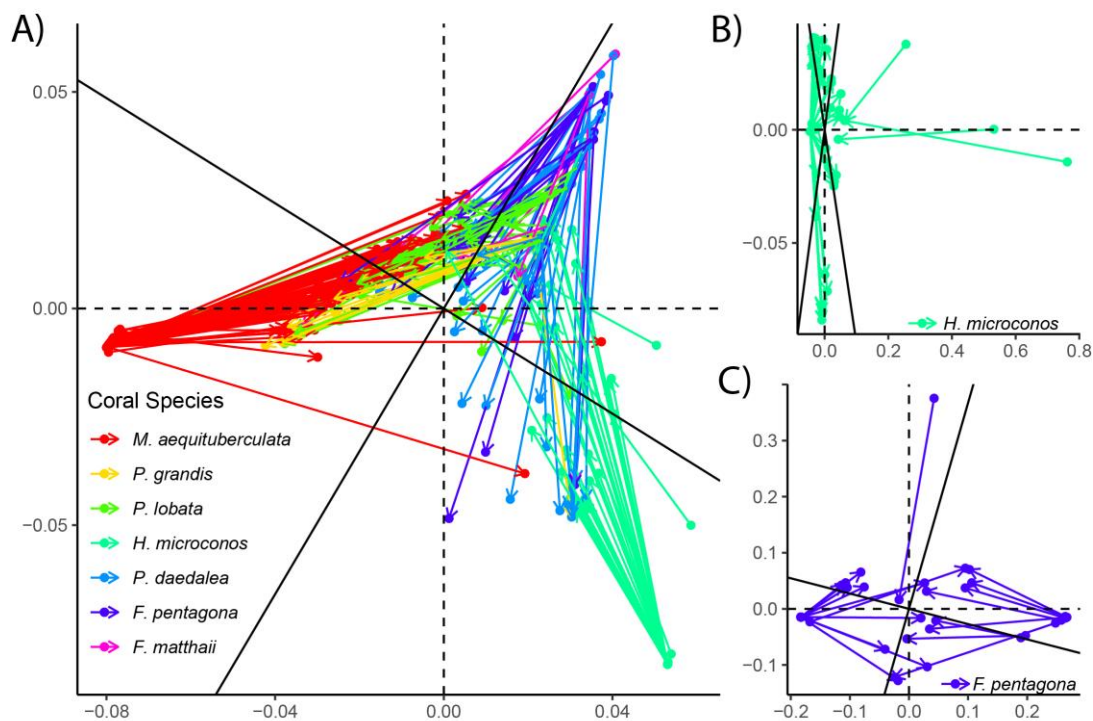 A)
0.05
0.00
−0.05
−0.08
−0.04
0.00
0.04
Coral Species
M. aequituberculata
P. grandis
P. lobata
H. microconos
P. daedalea
F. pentagona
F. matthaii
B)
0.00
−0.05
0.0
0.2
0.4
0.6
0.8
H. microconos
C)
0.3
0.2
0.1
0.0
−0.1
−0.2
−0.1
0.0
0.1
0.2
F. pentagona